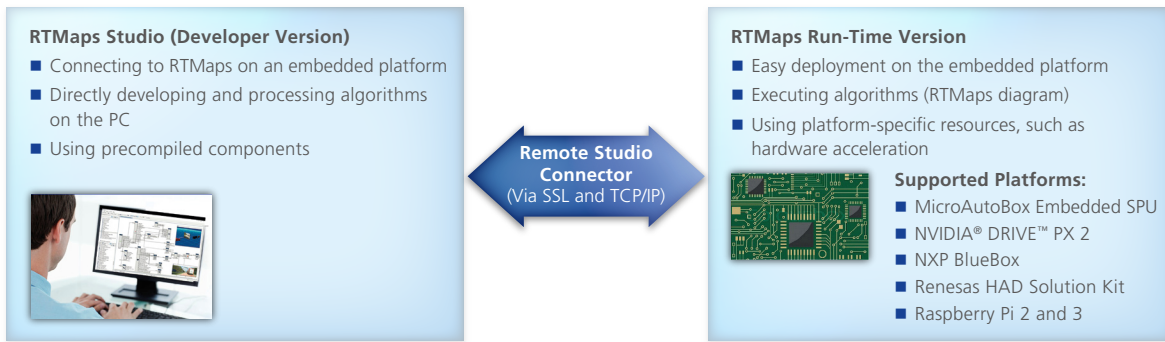 RTMaps Studio (Developer Version)
■ Connecting to RTMaps on an embedded platform
■ Directly developing and processing algorithms
on the PC
■ Using precompiled components
Remote Studio
Connector
(Via SSL and TCP/IP)
RTMaps Run-Time Version
■ Easy deployment on the embedded platform
■ Executing algorithms (RTMaps diagram)
■ Using platform-specific resources, such as
hardware acceleration
Supported Platforms:
■ MicroAutoBox Embedded SPU
■ NVIDIA® DRIVE™ PX 2
■ NXP BlueBox
■ Renesas HAD Solution Kit
■ Raspberry Pi 2 and 3